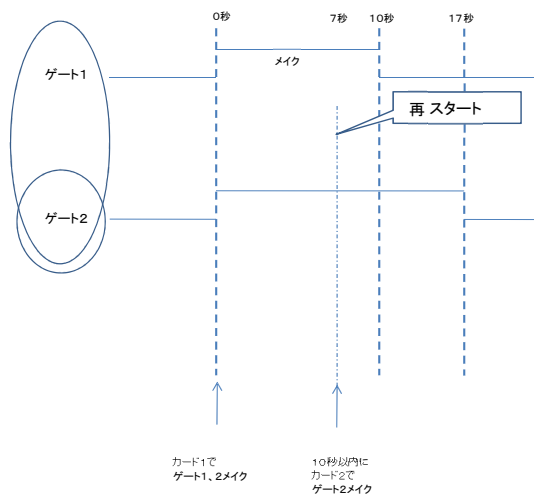 0秒
7秒
10秒
17秒
ゲート1
メイク
再 スタート
ゲート2
カード1で
ゲート1、2メイク
10秒以内に
カード2で
ゲート2メイク